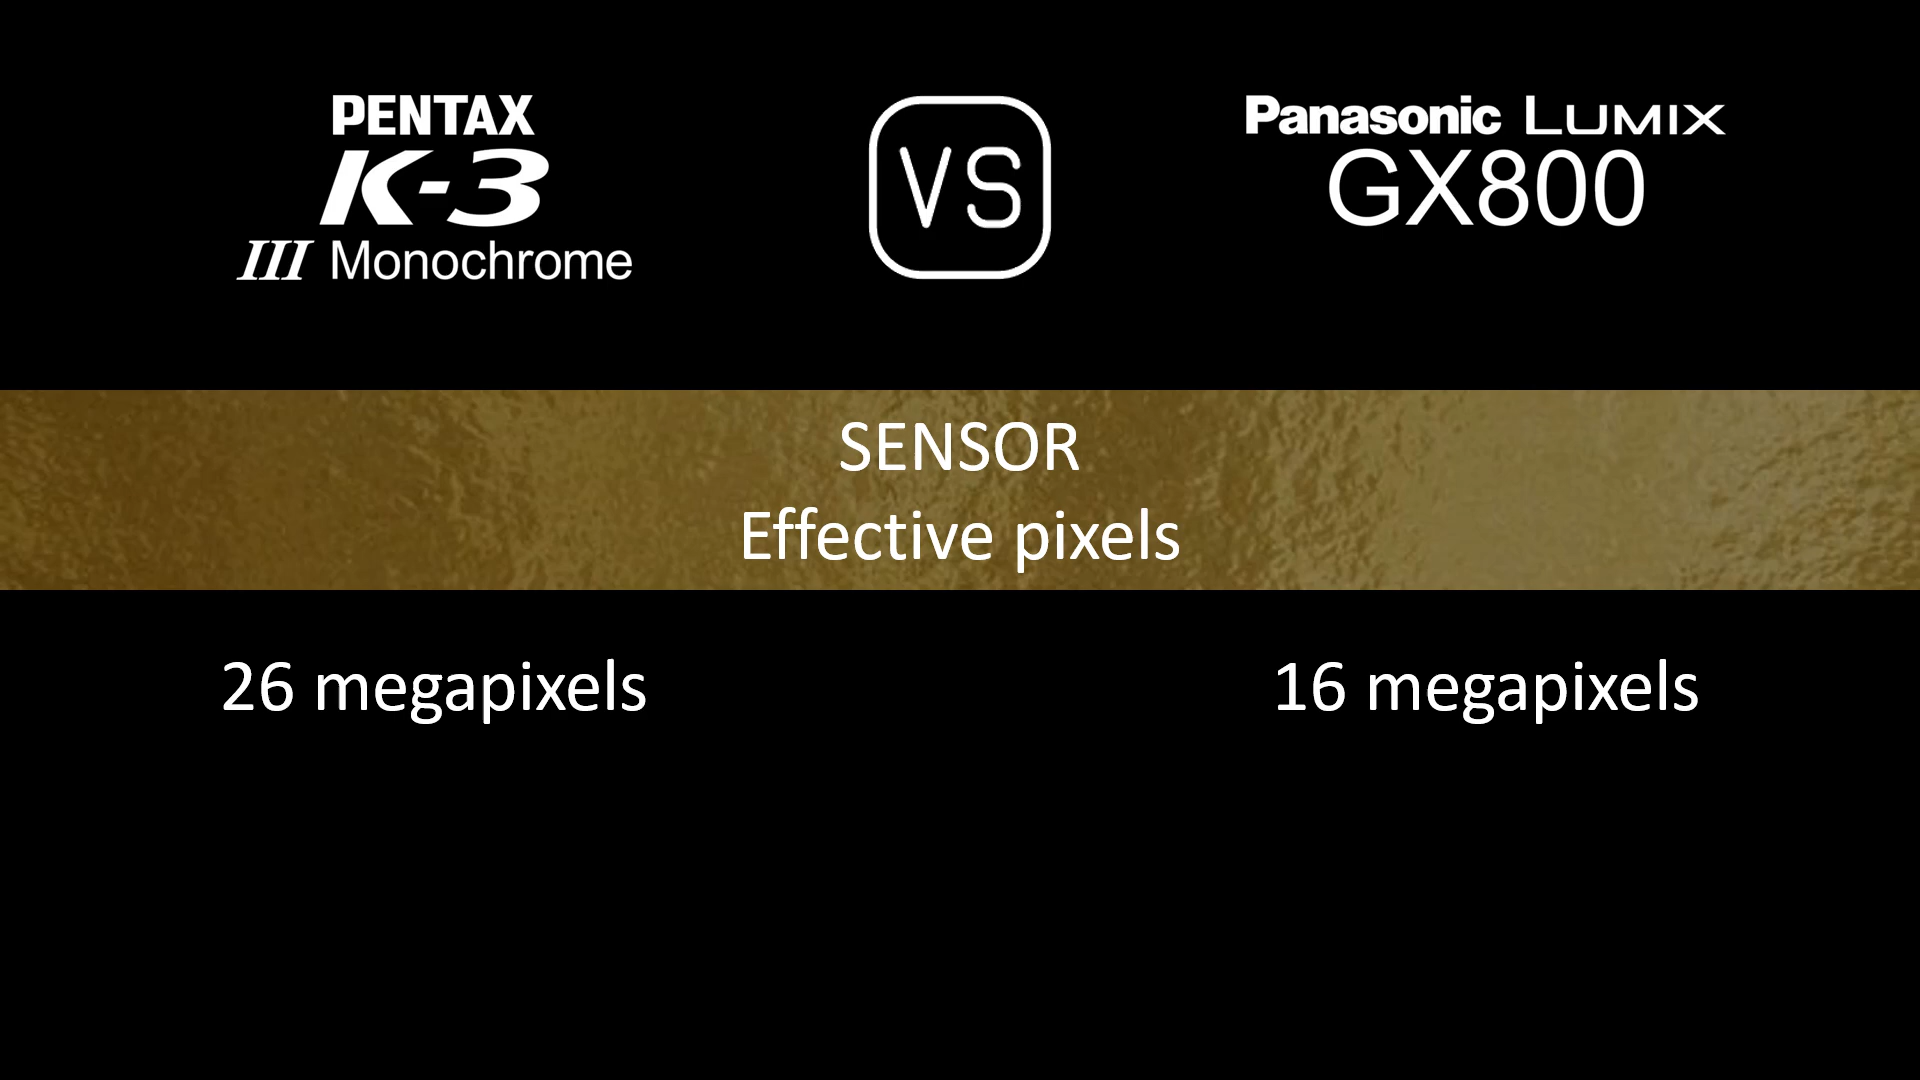 PENTAX
K-3
III Monochrome
VS
Panasonic LUMIX
GX800
SENSOR
Effective pixels
26 megapixels
16 megapixels